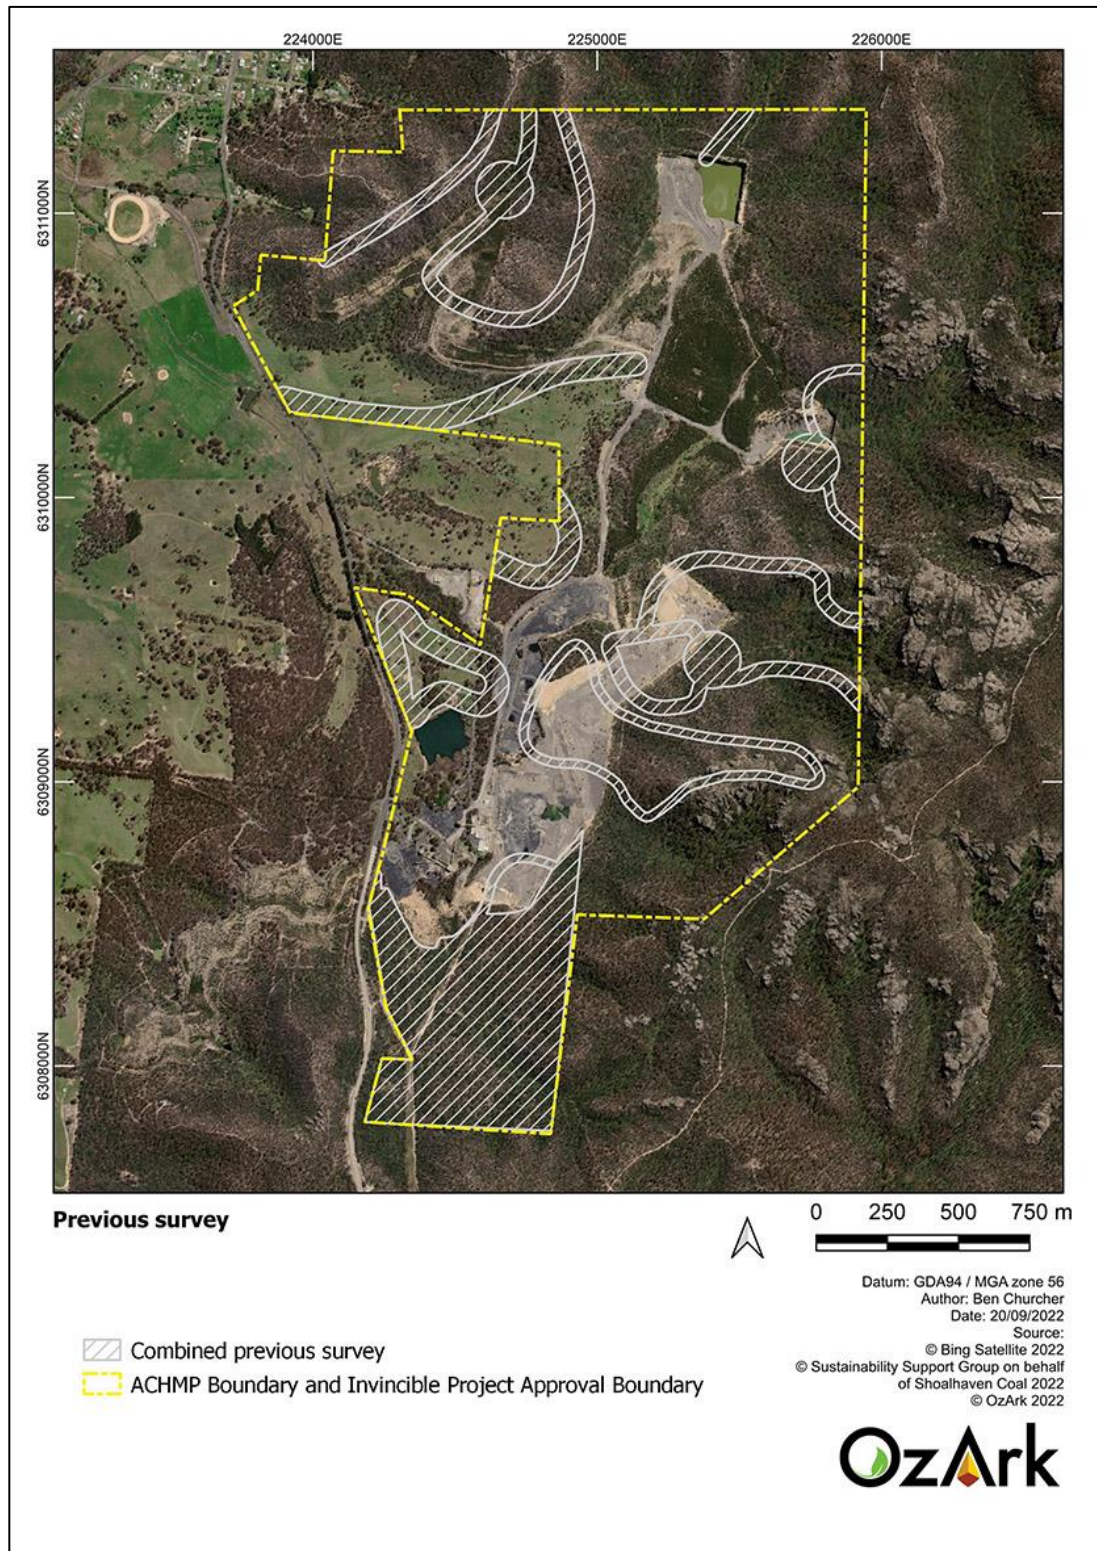 224000E
225000E
226000E
6311000N
6310000N
6309000N
6308000N
Previous survey
0 250 500 750 m
Datum: GDA94 / MGA zone 56
Author: Ben Churcher
Date: 20/09/2022
Source:
© Bing Satellite 2022
© Sustainability Support Group on behalf
of Shoalhaven Coal 2022
© OzArk 2022
Combined previous survey
ACHMP Boundary and Invincible Project Approval Boundary
OzArk